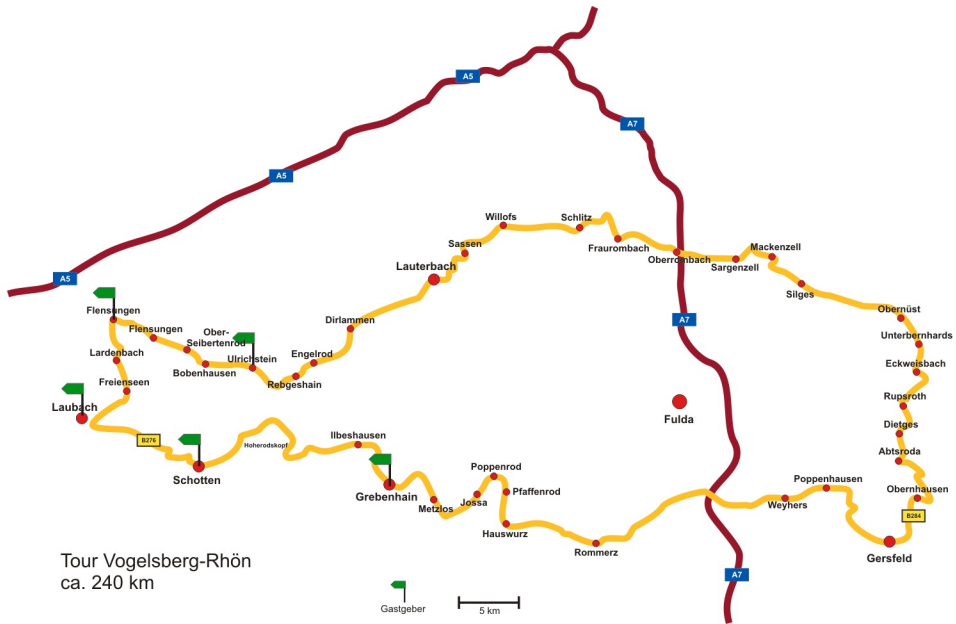 A5
A7
A5
Willofs
Schlitz
Sassen
Fraurombach
Oberrombach
Mackenzell
Sargenzell
Lauterbach
A5
Silges
Flensungen
Obernüst
Dirlammen
A7
Flensungen
Ober-
Seibertenrod
Unterbernhards
Lardenbach
Ulrichstein
Engelrod
Eckweisbach
Bobenhausen
Freienseen
Rebgeshain
Rupsroth
Laubach
Fulda
Dietges
B276
Hoherodskopf
Ilbeshausen
Abtsroda
Schotten
Poppenrod
Poppenhausen
Grebenhain
Pfaffenrod
Obernhausen
Metzlos
Jossa
Weyhers
B284
Hauswurz
Rommerz
Gersfeld
Tour Vogelsberg-Rhön
ca. 240 km
A7
Gastgeber
5 km